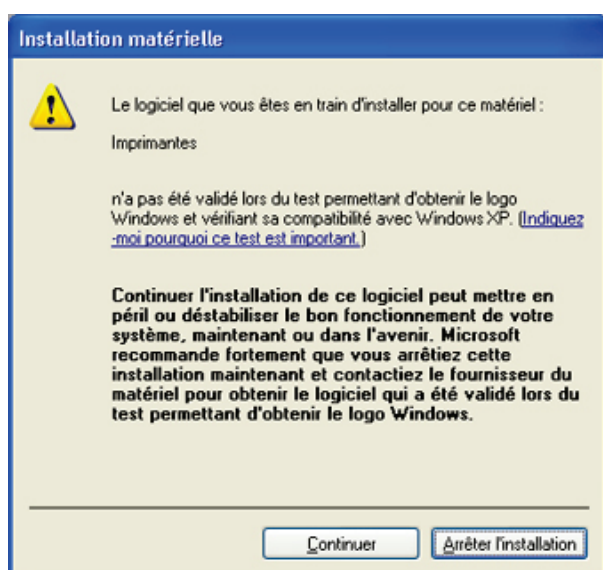 Installation matérielle
Le logiciel que vous êtes en train d'installer pour ce matériel :
Imprimantes
n'a pas été validé lors du test permettant d'obtenir le logo
Windows et vérifiant sa compatibilité avec Windows XP. (Indiquez
-moi pourquoi ce test est important.)
Continuer l'installation de ce logiciel peut mettre en
péril ou déstabiliser le bon fonctionnement de votre
système, maintenant ou dans l'avenir. Microsoft
recommande fortement que vous arrêtiez cette
installation maintenant et contactiez le fournisseur du
matériel pour obtenir le logiciel qui a été validé lors du
test permettant d'obtenir le logo Windows.
Continuer
Arrêter l'installation